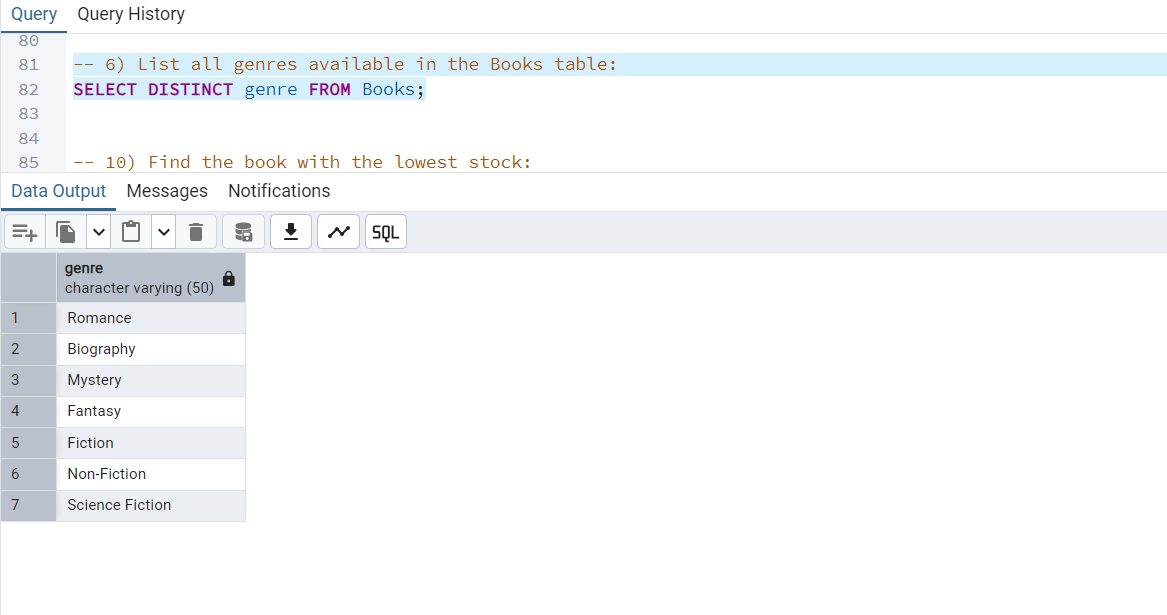 Query Query History
80
81 -- 6) List all genres available in the Books table:
82 SELECT DISTINCT genre FROM Books;
83
84
85 -- 10) Find the book with the lowest stock:
Data Output Messages Notifications
SQL
genre
character varying (50)
1 Romance
2 Biography
3 Mystery
4 Fantasy
5 Fiction
6 Non-Fiction
7 Science Fiction